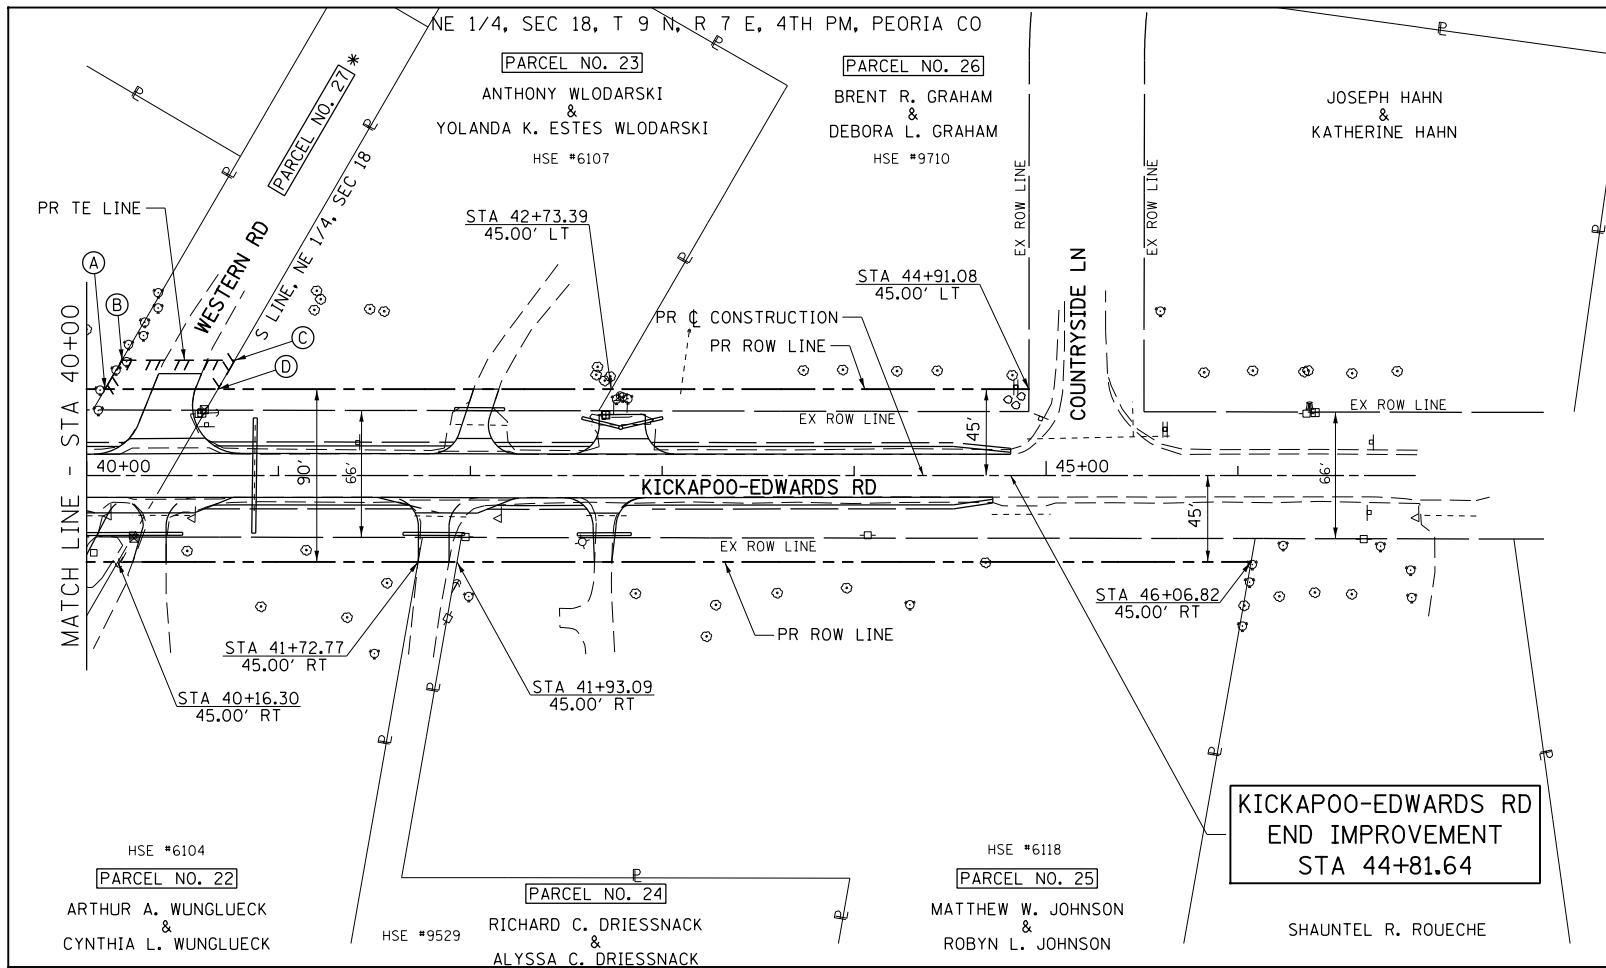 NE 1/4, SEC 18, T 9 N, R 7 E, 4TH PM, PEORIA CO
PARCEL NO. 27 *
PARCEL NO. 23
ANTHONY WLODARSKI
&
YOLANDA K. ESTES WLODARSKI
HSE #6107
PARCEL NO. 26
BRENT R. GRAHAM
&
DEBORA L. GRAHAM
HSE #9710
JOSEPH HAHN
&
KATHERINE HAHN
EX ROW LINE
EX ROW LINE
PR TE LINE
WESTERN RD
S LINE, NE 1/4, SEC 18
STA 42+73.39
45.00' LT
STA 44+91.08
45.00' LT
COUNTRYSIDE LN
A
B
C
D
PR CL CONSTRUCTION
PR ROW LINE
MATCH LINE - STA 40+00
EX ROW LINE
EX ROW LINE
45'
40+00
90'
66'
45+00
66'
KICKAPOO-EDWARDS RD
45'
EX ROW LINE
STA 46+06.82
45.00' RT
PR ROW LINE
STA 41+72.77
45.00' RT
STA 40+16.30
45.00' RT
STA 41+93.09
45.00' RT
KICKAPOO-EDWARDS RD
END IMPROVEMENT
STA 44+81.64
HSE #6104
PARCEL NO. 22
ARTHUR A. WUNGLUECK
&
CYNTHIA L. WUNGLUECK
HSE #9529
PARCEL NO. 24
RICHARD C. DRIESSNACK
&
ALYSSA C. DRIESSNACK
HSE #6118
PARCEL NO. 25
MATTHEW W. JOHNSON
&
ROBYN L. JOHNSON
SHAUNTEL R. ROUECHE